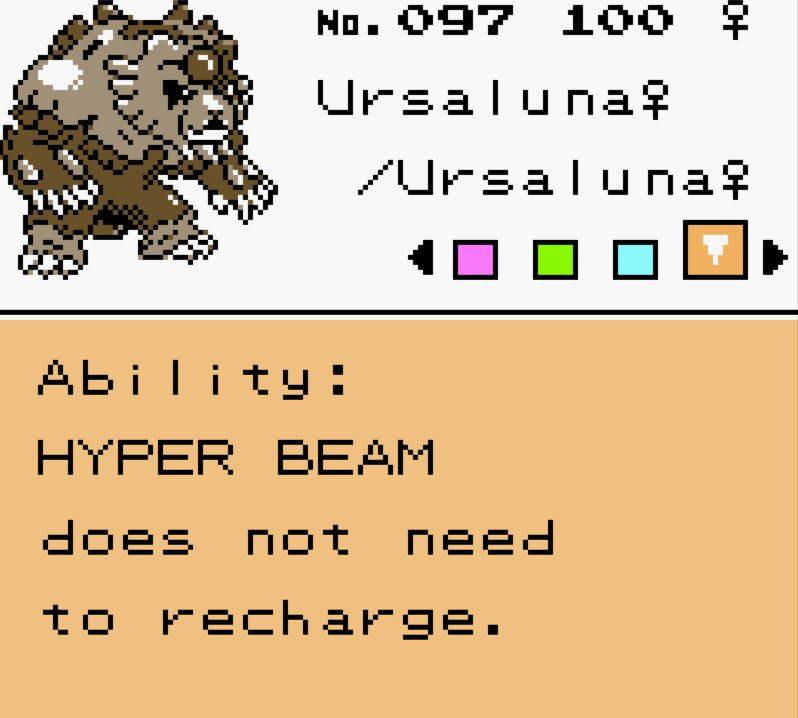 No.097 100 ♀
Ursaluna♀
/Ursaluna♀
Ability:
HYPER BEAM
does not need
to recharge.